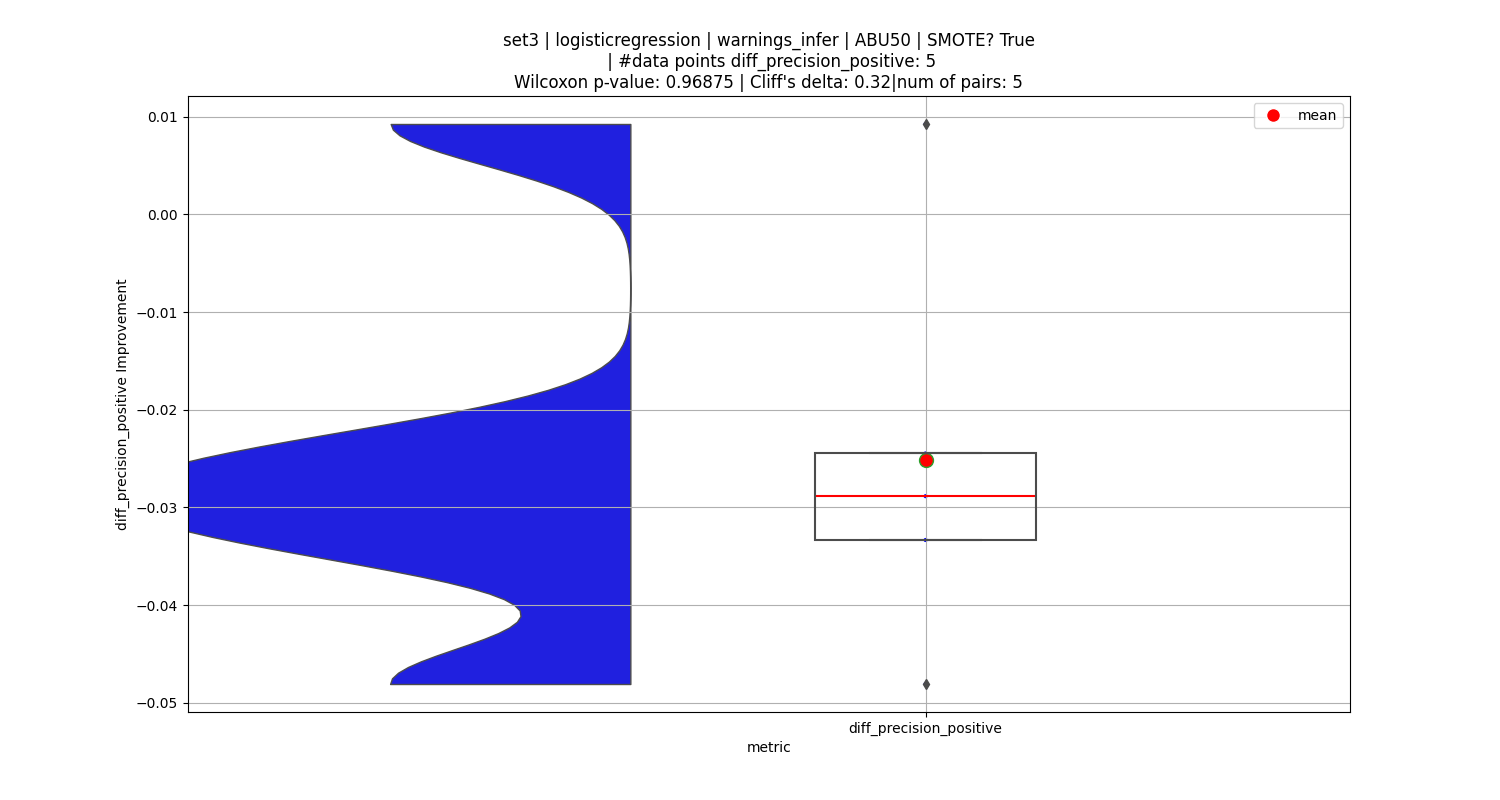 set3 | logisticregression | warnings_infer | ABU50 | SMOTE? True
| #data points diff_precision_positive: 5
Wilcoxon p-value: 0.96875 | Cliff's delta: 0.32|num of pairs: 5
mean
0.01
0.00
−0.01
−0.02
−0.03
−0.04
−0.05
diff_precision_positive Improvement
diff_precision_positive
metric